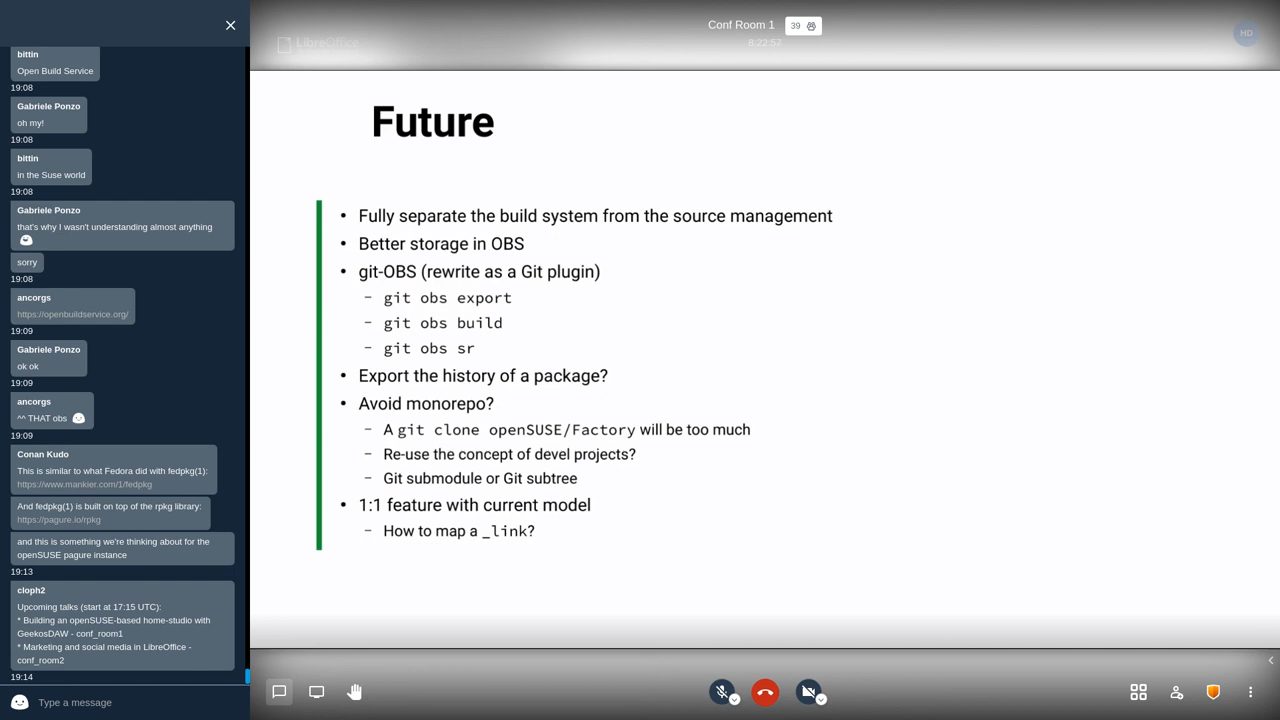 bittin
Open Build Service
19:08
Gabriele Ponzo
oh my!
19:08
bittin
in the Suse world
19:08
Gabriele Ponzo
that's why I wasn't understanding almost anything
sorry
19:08
ancorgs
https://openbuildservice.org/
19:09
Gabriele Ponzo
ok ok
19:09
ancorgs
^^ THAT obs
19:09
Conan Kudo
This is similar to what Fedora did with fedpkg(1):
https://www.mankier.com/1/fedpkg
And fedpkg(1) is built on top of the rpkg library:
https://pagure.io/rpkg
and this is something we're thinking about for the
openSUSE pagure instance
19:13
cloph2
Upcoming talks (start at 17:15 UTC):
* Building an openSUSE-based home-studio with
GeekosDAW - conf_room1
* Marketing and social media in LibreOffice -
conf_room2
19:14
Type a message
LibreOffice
Conf Room 1
39
8:22:57
HD
Future
• Fully separate the build system from the source management
• Better storage in OBS
• git-OBS (rewrite as a Git plugin)
– git obs export
– git obs build
– git obs sr
• Export the history of a package?
• Avoid monorepo?
– A git clone openSUSE/Factory will be too much
– Re-use the concept of devel projects?
– Git submodule or Git subtree
• 1:1 feature with current model
– How to map a _link?